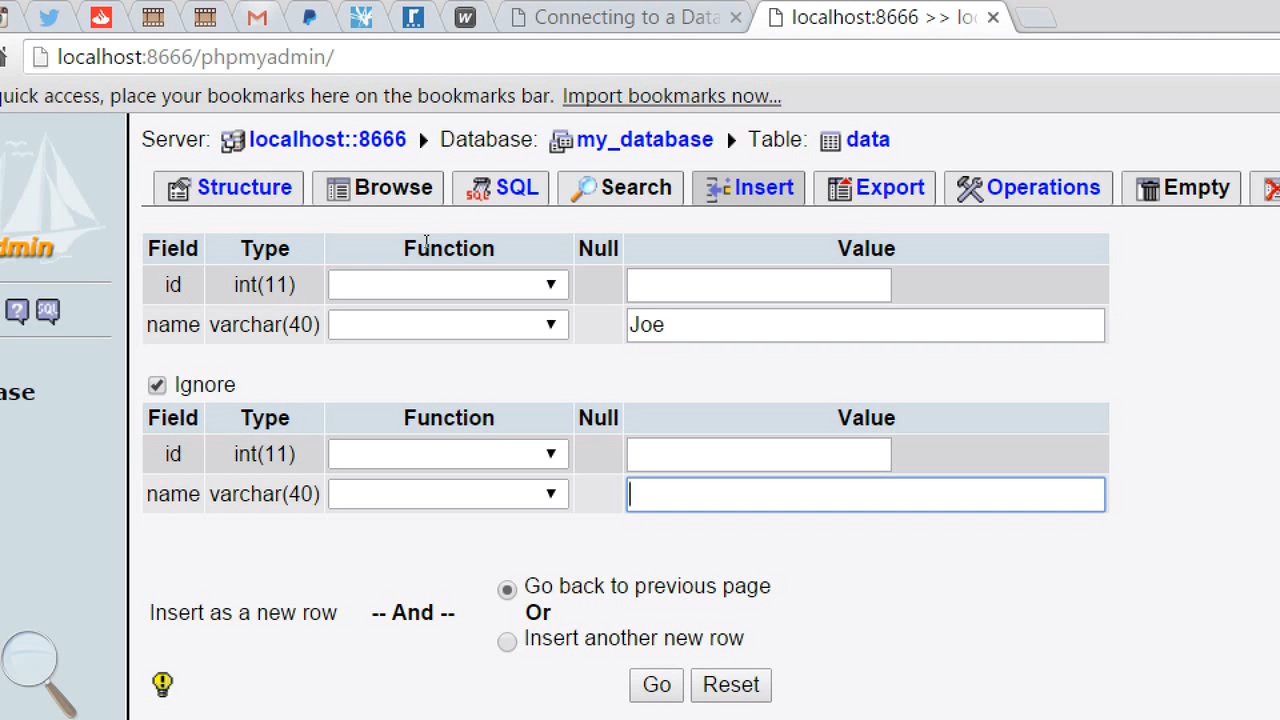 Connecting to a Data
localhost:8666 >> loc
localhost:8666/phpmyadmin/
quick access, place your bookmarks here on the bookmarks bar. Import bookmarks now...
Server: localhost::8666 Database: my_database Table: data
Structure Browse SQL Search Insert Export Operations Empty
Field Type Function Null Value
id int(11)
name varchar(40) Joe
Ignore
Field Type Function Null Value
id int(11)
name varchar(40)
dmin
SQL
ase
Go back to previous page
Insert as a new row -- And -- Or
Insert another new row
Go Reset